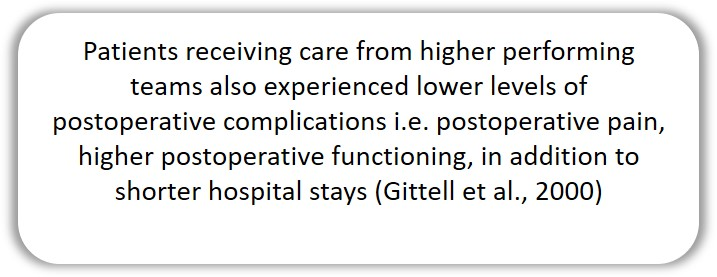 Patients receiving care from higher performing
teams also experienced lower levels of
postoperative complications i.e. postoperative pain,
higher postoperative functioning, in addition to
shorter hospital stays (Gittell et al., 2000)